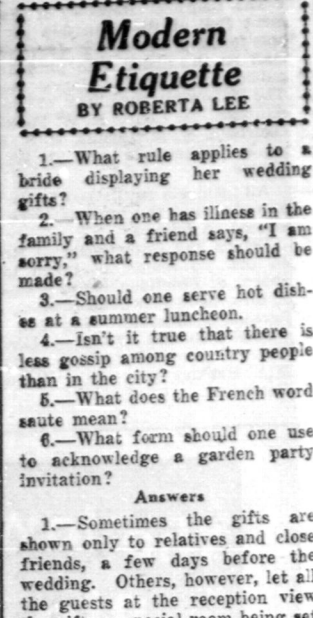 Modern
Etiquette
BY ROBERTA LEE
1.—What rule applies to a
bride displaying her wedding
gifts?
2.—When one has illness in the
family and a friend says, "I am
sorry," what response should be
made?
3.—Should one serve hot dish-
es at a summer luncheon.
4.—Isn't it true that there is
less gossip among country people
than in the city?
5.—What does the French word
saute mean?
6.—What form should one use
to acknowledge a garden party
invitation?
Answers
1.—Sometimes the gifts are
shown only to relatives and close
friends, a few days before the
wedding. Others, however, let all
the guests at the reception view
room being set